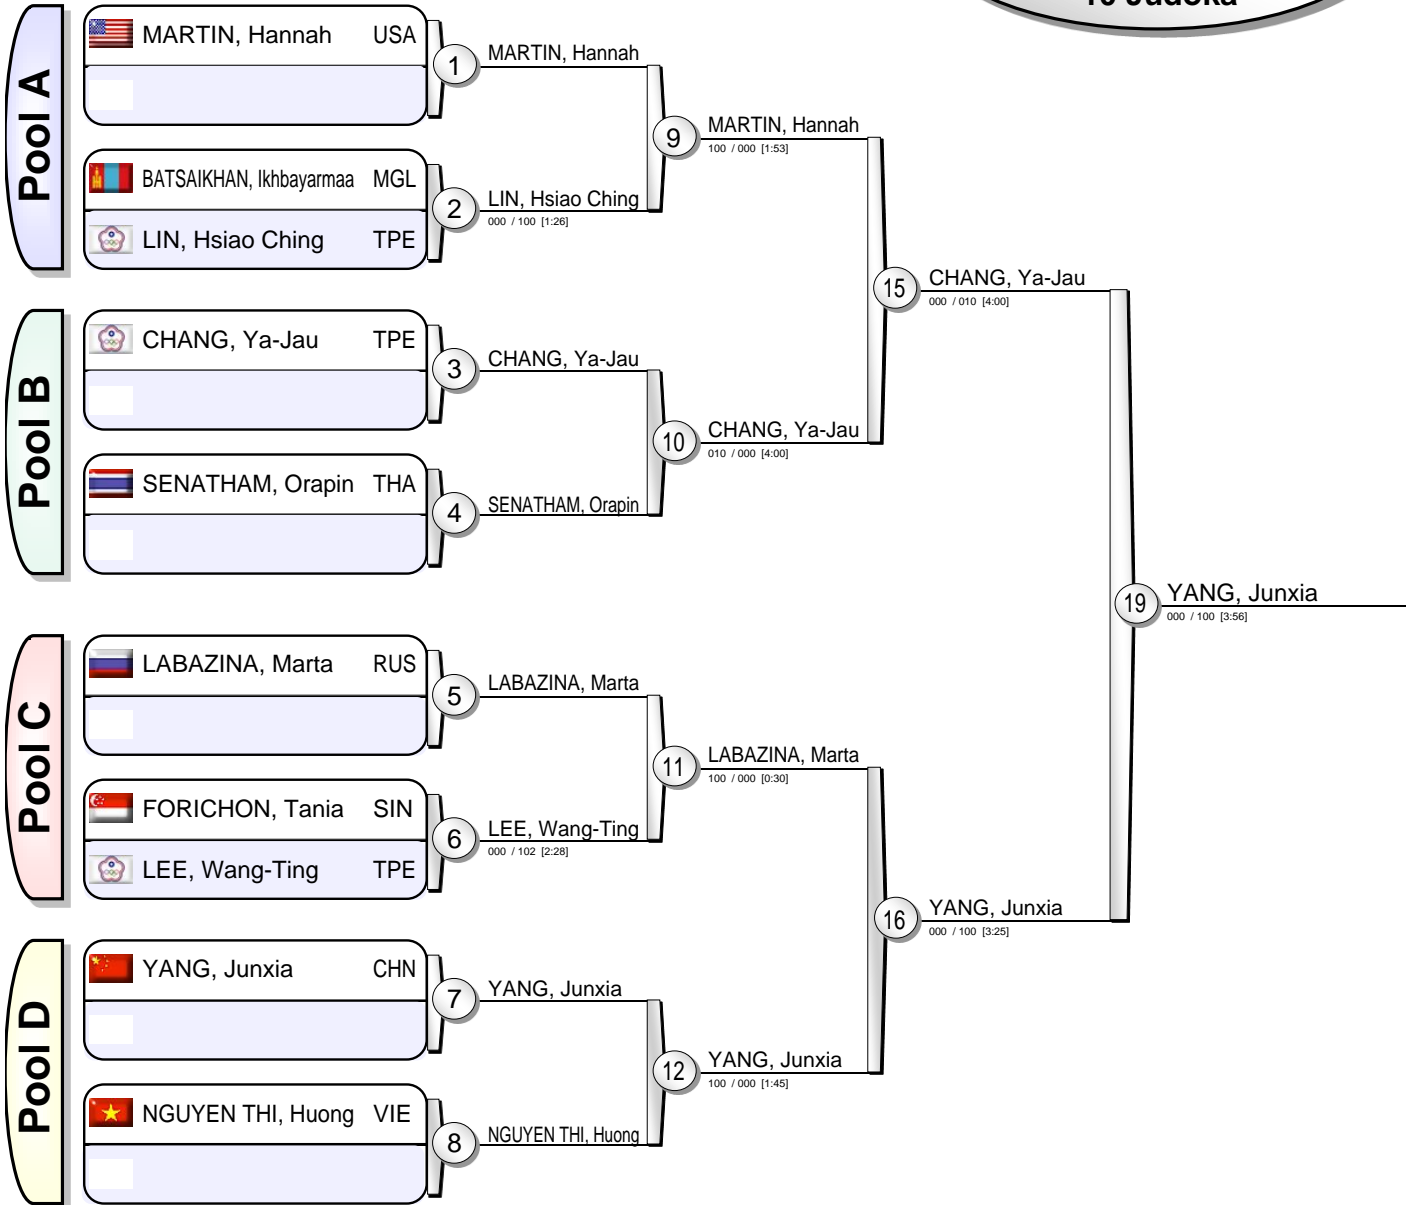 10 Judoka
Pool A
MARTIN, Hannah USA
BATSAIKHAN, Ikhbayarmaa MGL
LIN, Hsiao Ching TPE
1
MARTIN, Hannah
2
LIN, Hsiao Ching
000 / 100 [1:26]
9
MARTIN, Hannah
100 / 000 [1:53]
Pool B
CHANG, Ya-Jau TPE
SENATHAM, Orapin THA
3
CHANG, Ya-Jau
4
SENATHAM, Orapin
10
CHANG, Ya-Jau
010 / 000 [4:00]
15
CHANG, Ya-Jau
000 / 010 [4:00]
Pool C
LABAZINA, Marta RUS
FORICHON, Tania SIN
LEE, Wang-Ting TPE
5
LABAZINA, Marta
6
LEE, Wang-Ting
000 / 102 [2:28]
11
LABAZINA, Marta
100 / 000 [0:30]
Pool D
YANG, Junxia CHN
NGUYEN THI, Huong VIE
7
YANG, Junxia
8
NGUYEN THI, Huong
12
YANG, Junxia
100 / 000 [1:45]
16
YANG, Junxia
000 / 100 [3:25]
19
YANG, Junxia
000 / 100 [3:56]